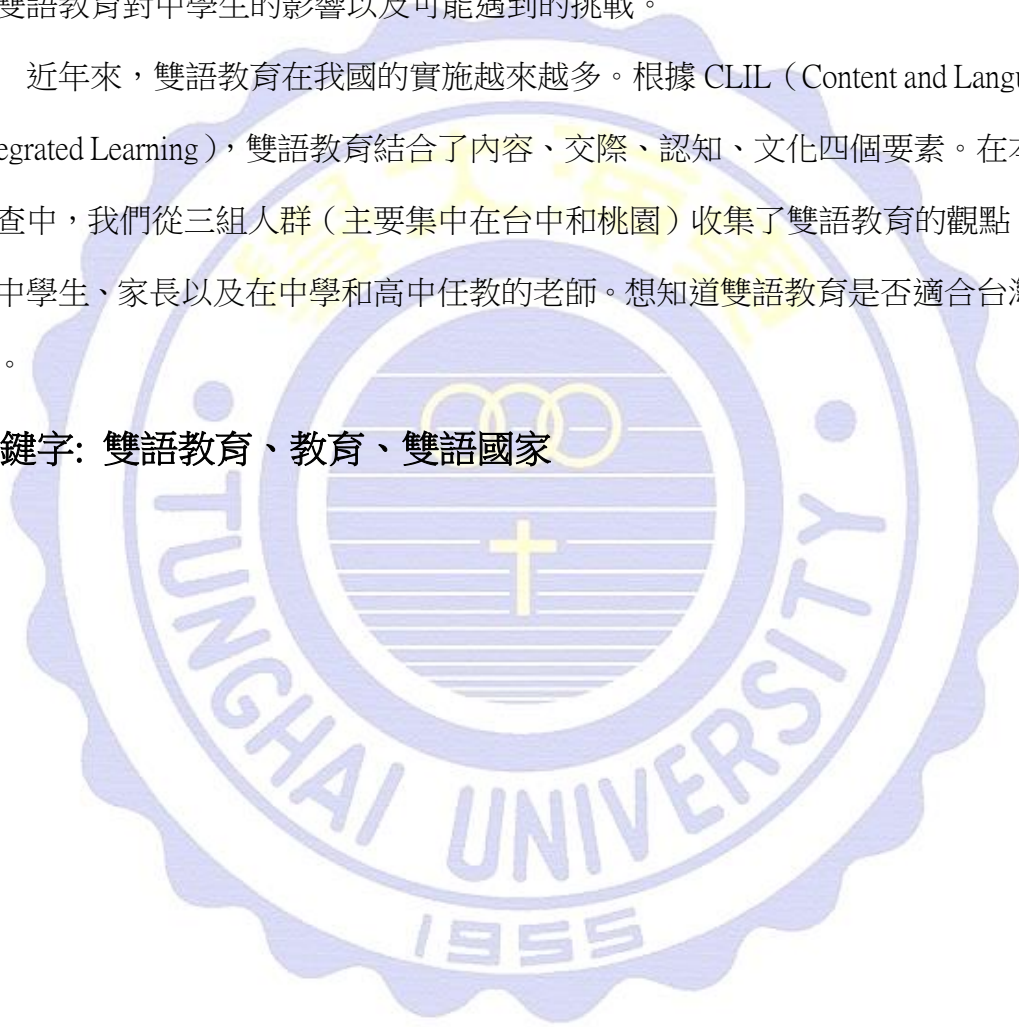 雙語教育對中學生的影響以及可能遇到的挑戰。
近年來，雙語教育在我國的實施越來越多。根據 CLIL（Content and Langu
egrated Learning），雙語教育結合了內容、交際、認知、文化四個要素。在本
查中，我們從三組人群（主要集中在台中和桃園）收集了雙語教育的觀點
中學生、家長以及在中學和高中任教的老師。想知道雙語教育是否適合台灣
。
鍵字: 雙語教育、教育、雙語國家
東海大學
TUNGHAI UNIVERSITY
1955